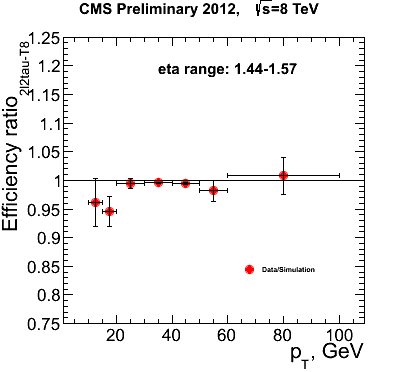 CMS Preliminary 2012, √s=8 TeV
eta range: 1.44-1.57
Efficiency ratio 2l2tau-T8
1.25
1.2
1.15
1.1
1.05
1
0.95
0.9
0.85
0.8
0.75
Data/Simulation
20 40 60 80 100
pT, GeV